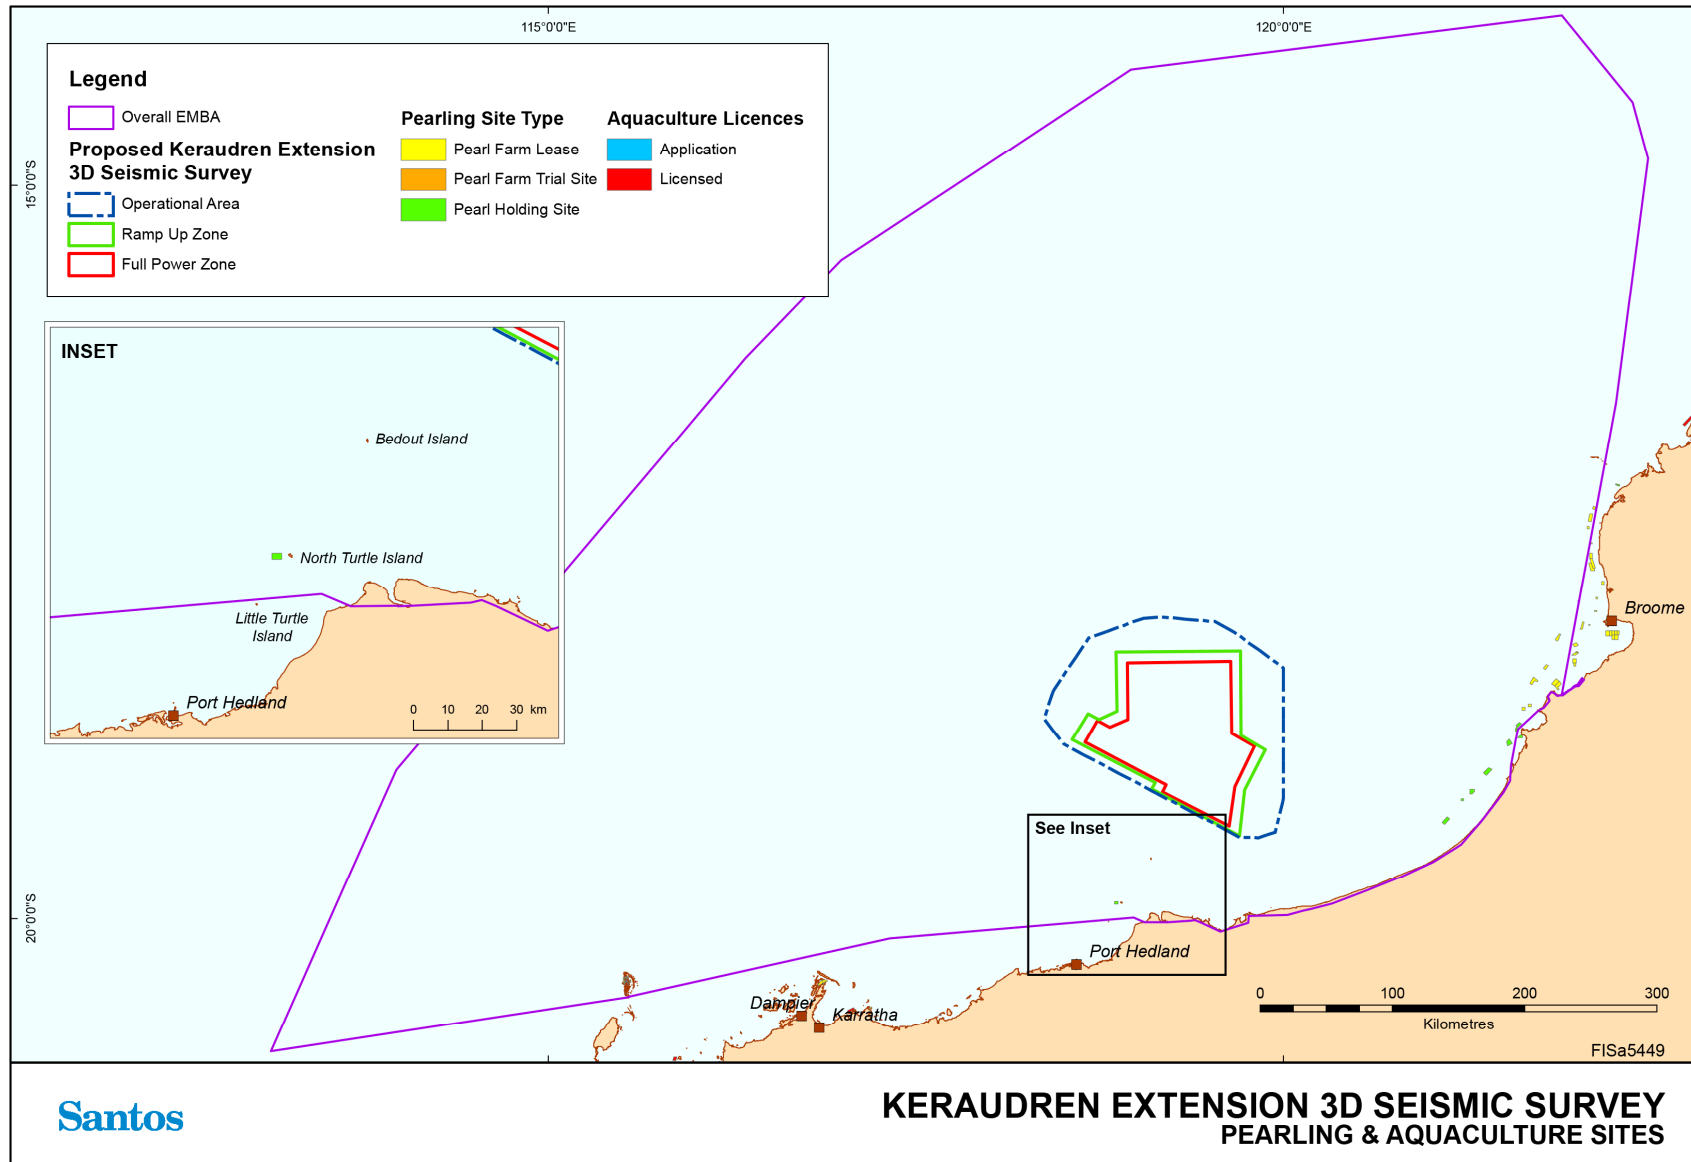 115°0'0"E
120°0'0"E
15°0'0"S
20°0'0"S
Legend
Overall EMBA
Proposed Keraudren Extension
3D Seismic Survey
Operational Area
Ramp Up Zone
Full Power Zone
Pearling Site Type
Pearl Farm Lease
Pearl Farm Trial Site
Pearl Holding Site
Aquaculture Licences
Application
Licensed
INSET
Bedout Island
North Turtle Island
Little Turtle
Island
Port Hedland
0 10 20 30 km
Broome
See Inset
Port Hedland
Dampier
Karratha
0 100 200 300
Kilometres
FISa5449
Santos
KERAUDREN EXTENSION 3D SEISMIC SURVEY
PEARLING & AQUACULTURE SITES